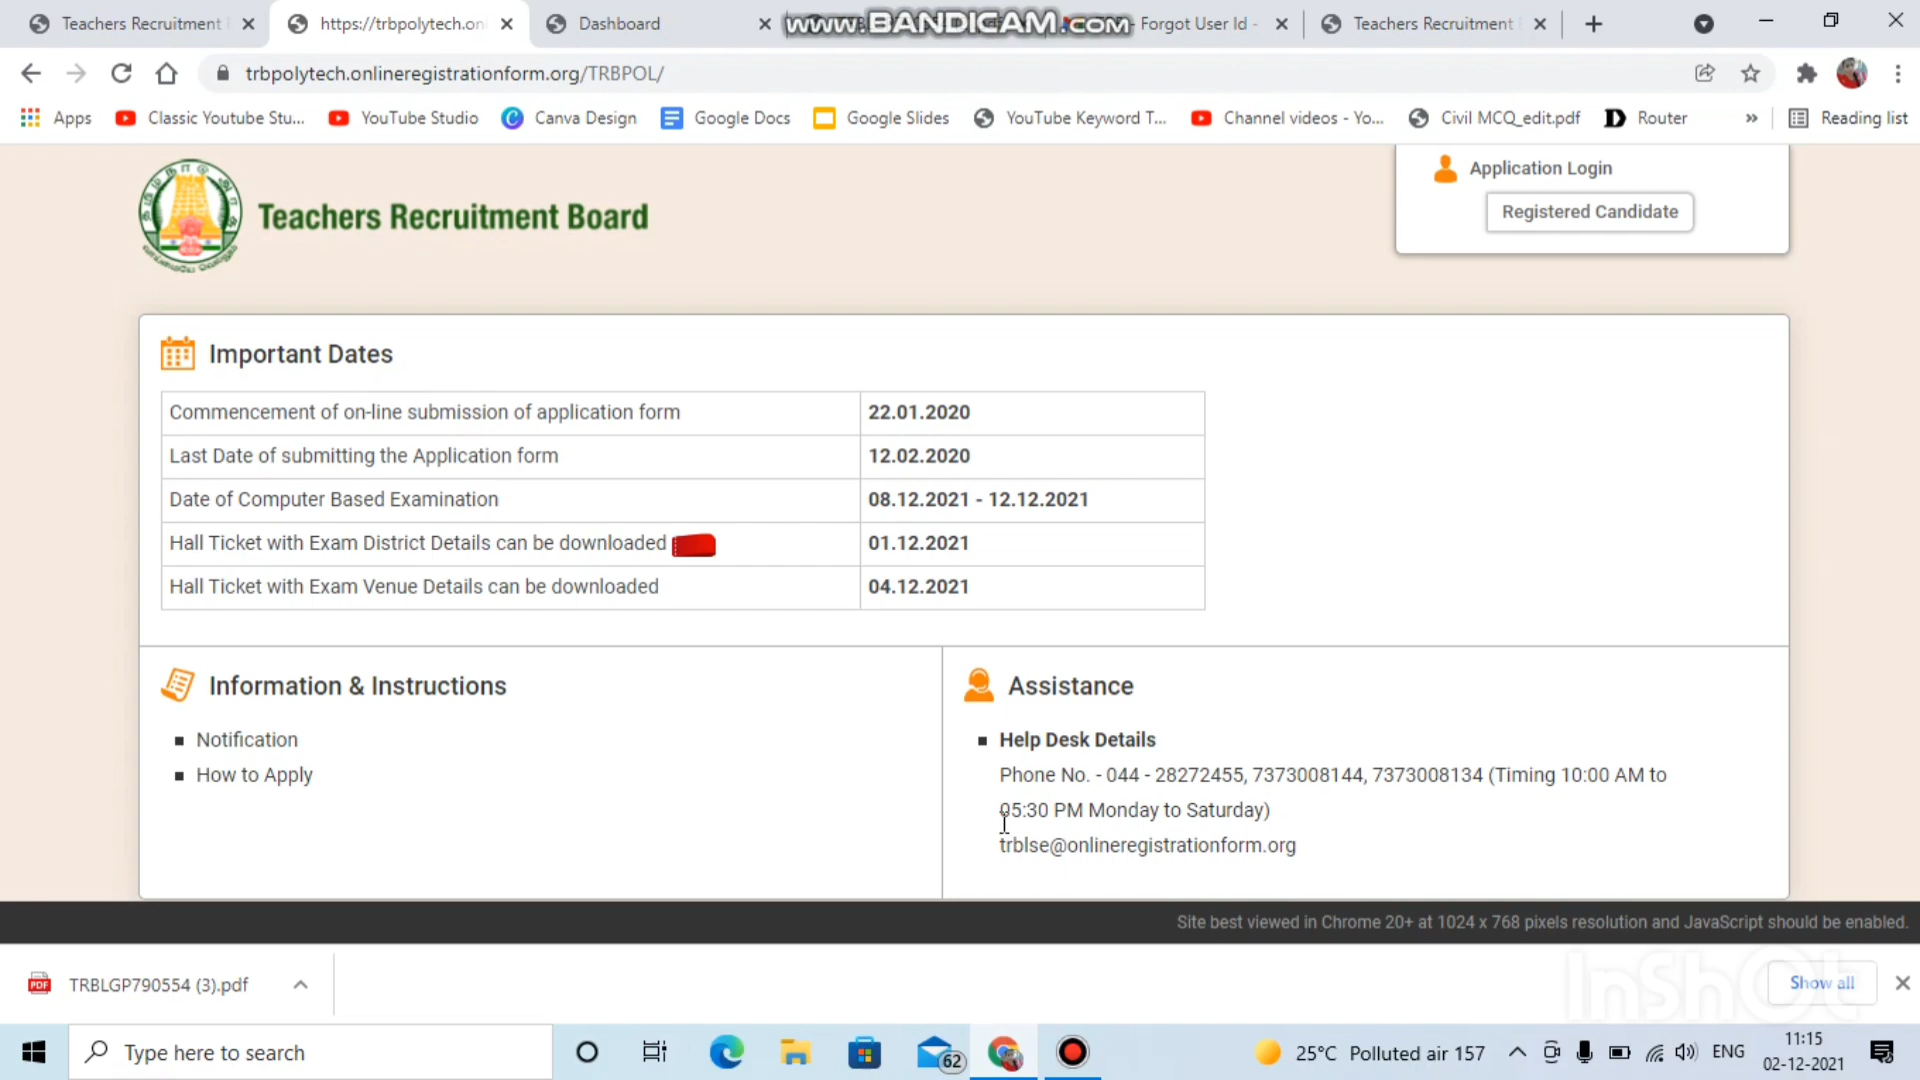 Teachers Recruitment
https://trbpolytech.onl
Dashboard
www.BANDICAM.com
- Forgot User Id -
Teachers Recruitment
trbpolytech.onlineregistrationform.org/TRBPOL/
Apps
Classic Youtube Stu...
YouTube Studio
Canva Design
Google Docs
Google Slides
YouTube Keyword T...
Channel videos - Yo...
Civil MCQ_edit.pdf
Router
»
Reading list
Teachers Recruitment Board
Application Login
Registered Candidate
Important Dates
Commencement of on-line submission of application form 22.01.2020
Last Date of submitting the Application form 12.02.2020
Date of Computer Based Examination 08.12.2021 - 12.12.2021
Hall Ticket with Exam District Details can be downloaded 01.12.2021
Hall Ticket with Exam Venue Details can be downloaded 04.12.2021
Information & Instructions
Notification
How to Apply
Assistance
Help Desk Details
Phone No. - 044 - 28272455, 7373008144, 7373008134 (Timing 10:00 AM to
05:30 PM Monday to Saturday)
trblse@onlineregistrationform.org
Site best viewed in Chrome 20+ at 1024 x 768 pixels resolution and JavaScript should be enabled.
PDF
TRBLGP790554 (3).pdf
InShOt
Show all
Type here to search
62
25°C Polluted air 157
ENG
11:15
02-12-2021